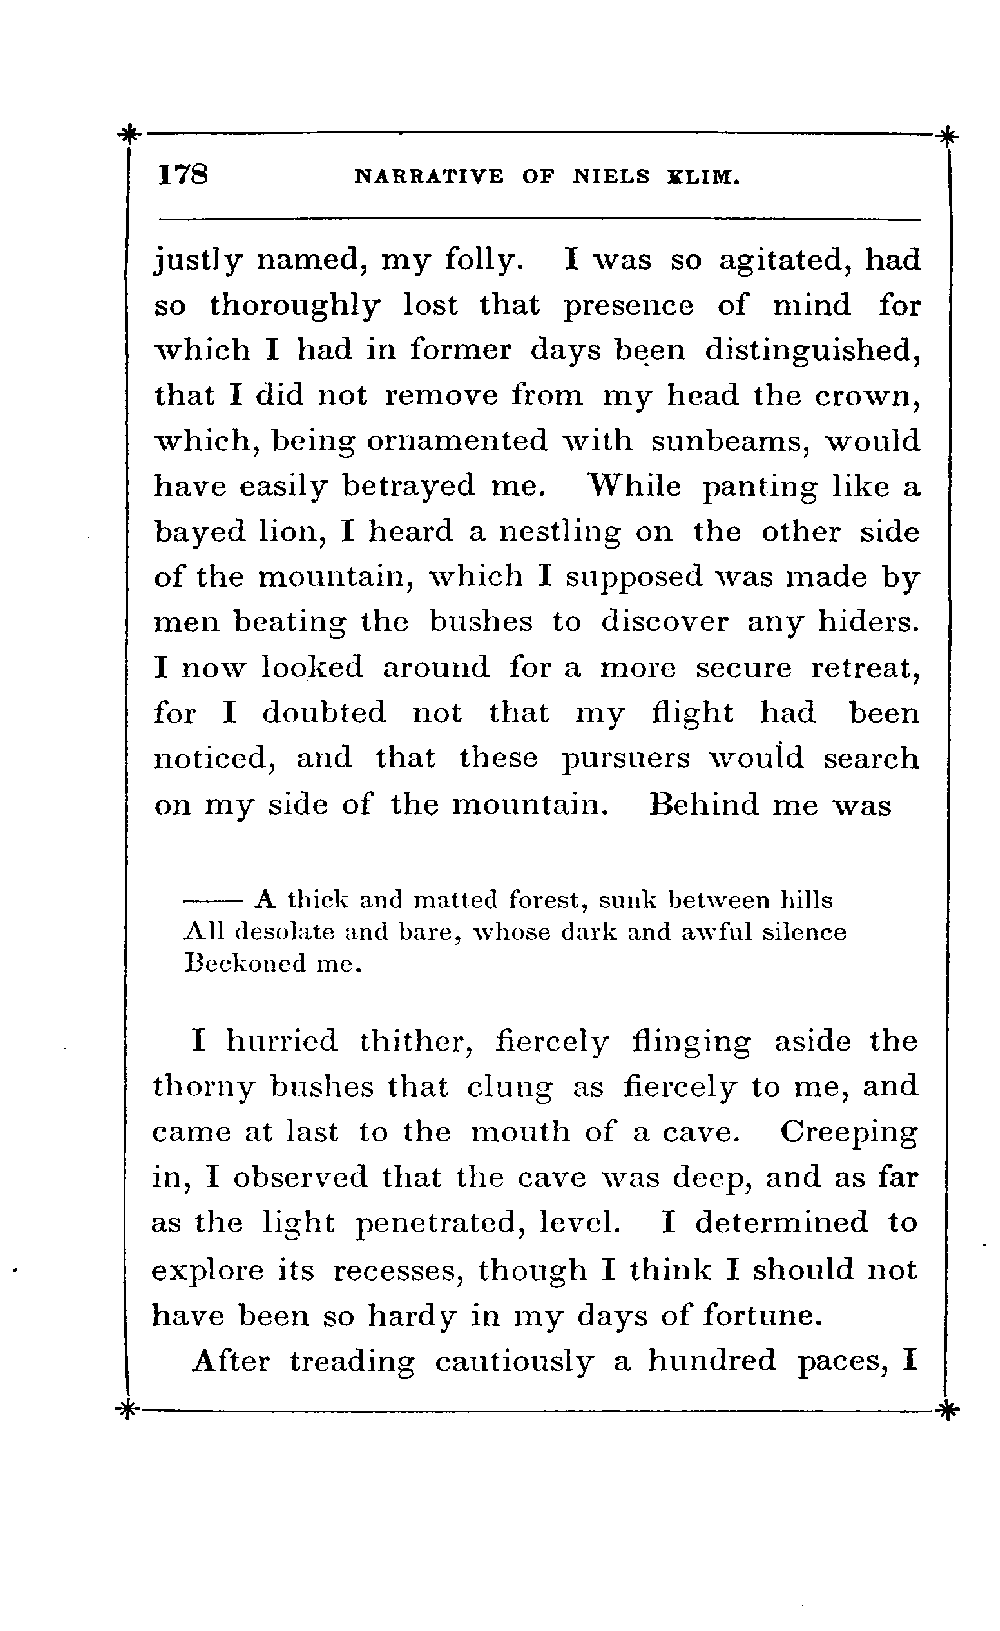 178 NARRATIVE OF NIELS KLIM.
justly named, my folly. I was so agitated, had
so thoroughly lost that presence of mind for
which I had in former days been distinguished,
that I did not remove from my head the crown,
which, being ornamented with sunbeams, would
have easily betrayed me. While panting like a
bayed lion, I heard a nestling on the other side
of the mountain, which I supposed was made by
men beating the bushes to discover any hiders.
I now looked around for a more secure retreat,
for I doubted not that my flight had been
noticed, and that these pursuers would search
on my side of the mountain. Behind me was
—— A thick and matted forest, sunk between hills
All desolate and bare, whose dark and awful silence
Beckoned me.
I hurried thither, fiercely flinging aside the
thorny bushes that clung as fiercely to me, and
came at last to the mouth of a cave. Creeping
in, I observed that the cave was deep, and as far
as the light penetrated, level. I determined to
explore its recesses, though I think I should not
have been so hardy in my days of fortune.
After treading cautiously a hundred paces, I